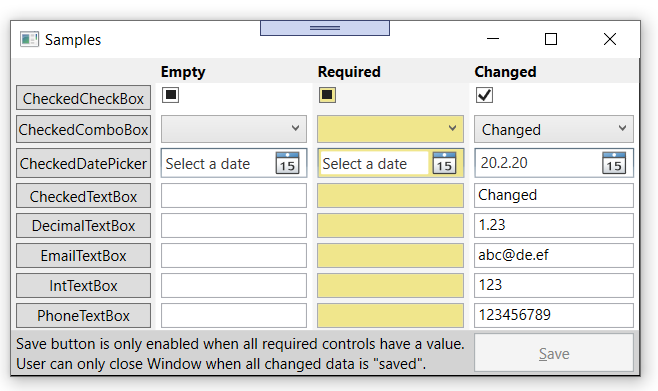 Samples
Empty Required Changed
CheckedCheckBox
CheckedComboBox Changed
CheckedDatePicker Select a date 15 Select a date 15 20.2.20 15
CheckedTextBox Changed
DecimalTextBox 1.23
EmailTextBox abc@de.ef
IntTextBox 123
PhoneTextBox 123456789
Save button is only enabled when all required controls have a value.
User can only close Window when all changed data is "saved".
Save